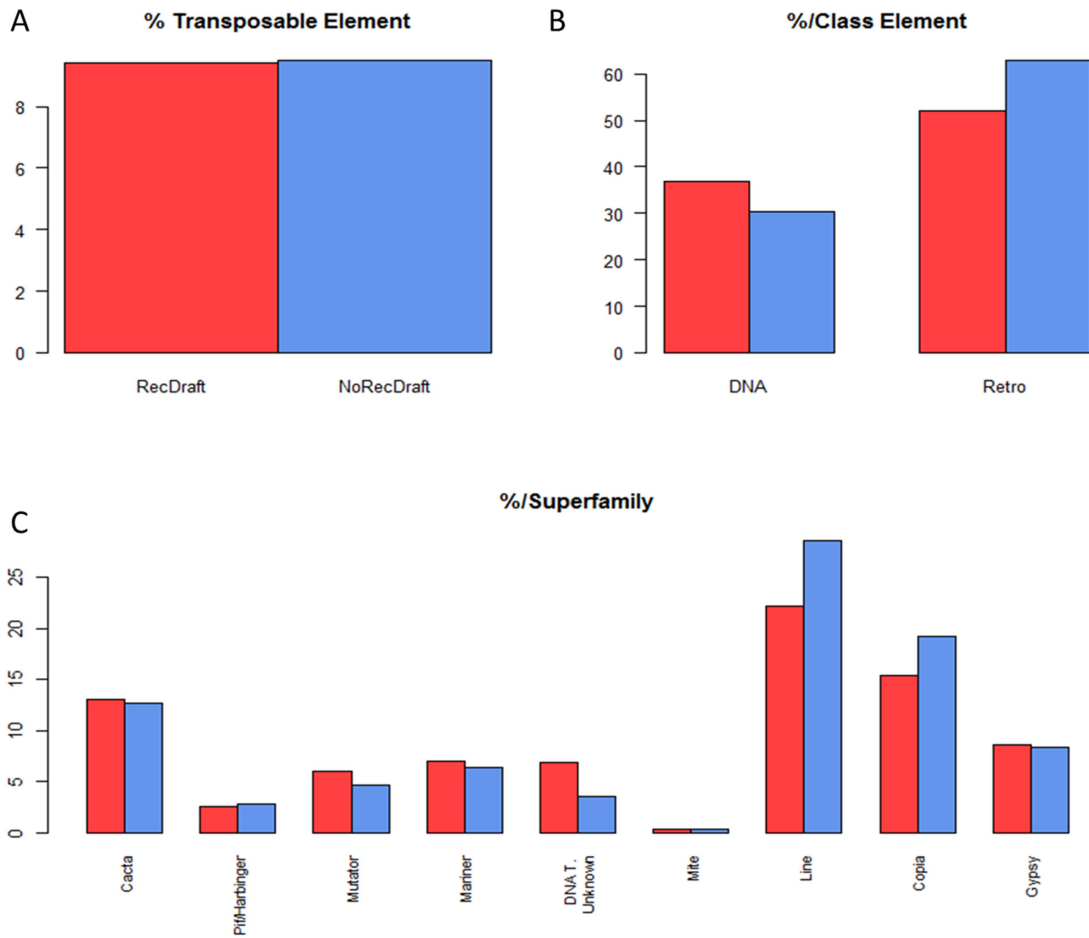 A
% Transposable Element
8
6
4
2
0
RecDraft
NoRecDraft
B
%/Class Element
60
50
40
30
20
10
0
DNA
Retro
%/Superfamily
C
25
20
15
10
5
0
Cacta
Pif/Harbinger
Mutator
Mariner
DNA T.
Unknown
Mite
Line
Copia
Gypsy